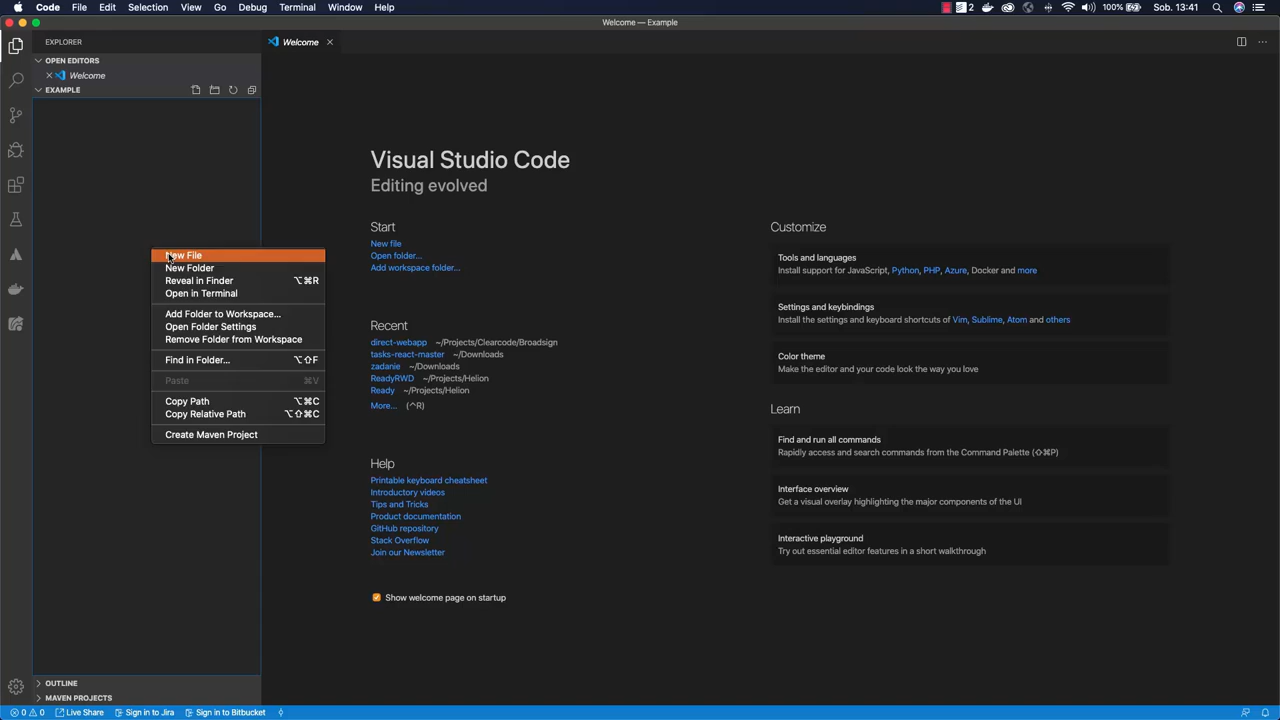 Code File Edit Selection View Go Debug Terminal Window Help 2 100% Sob. 13:41
Welcome — Example
EXPLORER
OPEN EDITORS
Welcome
EXAMPLE
Welcome
New File
New Folder
Reveal in Finder ⌥⌘R
Open in Terminal
Add Folder to Workspace...
Open Folder Settings
Remove Folder from Workspace
Find in Folder... ⌥⇧F
Paste ⌘V
Copy Path ⌥⌘C
Copy Relative Path ⌥⇧⌘C
Create Maven Project
OUTLINE
MAVEN PROJECTS
Visual Studio Code
Editing evolved
Start
New file
Open folder...
Add workspace folder...
Recent
direct-webapp ~/Projects/Clearcode/Broadsign
tasks-react-master ~/Downloads
zadanie ~/Downloads
ReadyRWD ~/Projects/Helion
Ready ~/Projects/Helion
More... (^R)
Help
Printable keyboard cheatsheet
Introductory videos
Tips and Tricks
Product documentation
GitHub repository
Stack Overflow
Join our Newsletter
Show welcome page on startup
Customize
Tools and languages
Install support for JavaScript, Python, PHP, Azure, Docker and more
Settings and keybindings
Install the settings and keyboard shortcuts of Vim, Sublime, Atom and others
Color theme
Make the editor and your code look the way you love
Learn
Find and run all commands
Rapidly access and search commands from the Command Palette (⇧⌘P)
Interface overview
Get a visual overlay highlighting the major components of the UI
Interactive playground
Try out essential editor features in a short walkthrough
0 0 Live Share Sign in to Jira Sign in to Bitbucket